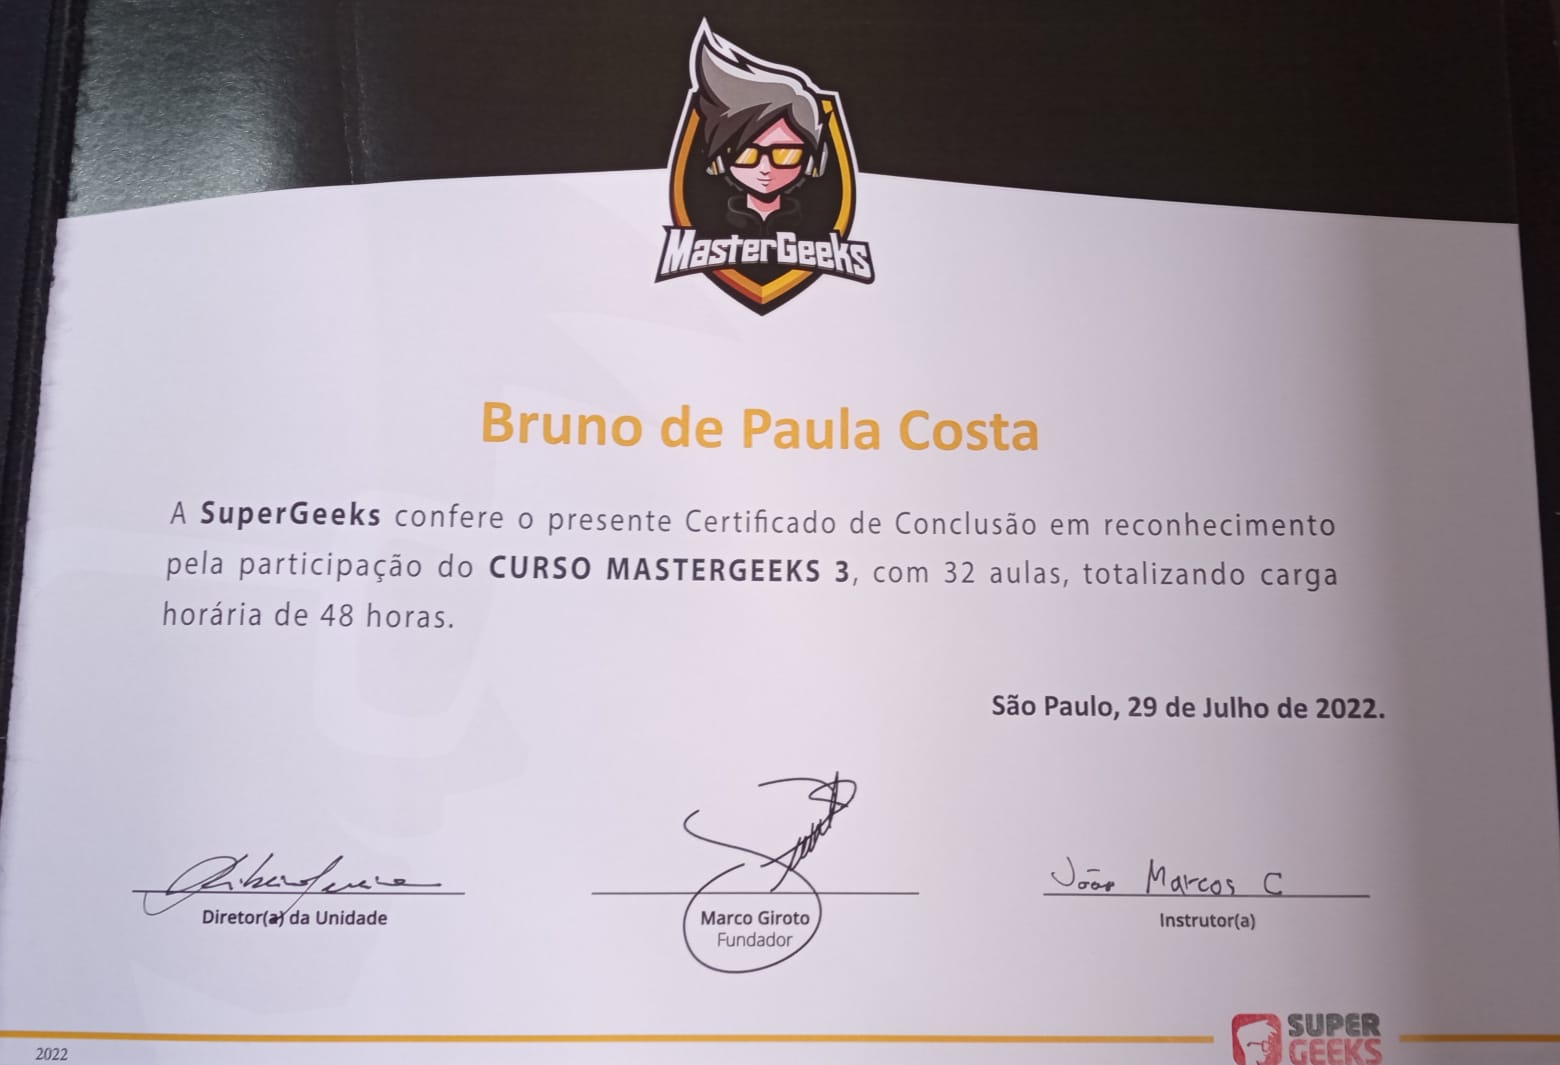 MasterGeeks
Bruno de Paula Costa
A SuperGeeks confere o presente Certificado de Conclusão em reconhecimento
pela participação do CURSO MASTERGEEKS 3, com 32 aulas, totalizando carga
horária de 48 horas.
São Paulo, 29 de Julho de 2022.
João Marcos C
Diretor(a) da Unidade
Marco Giroto
Fundador
Instrutor(a)
SUPER
GEEKS
2022